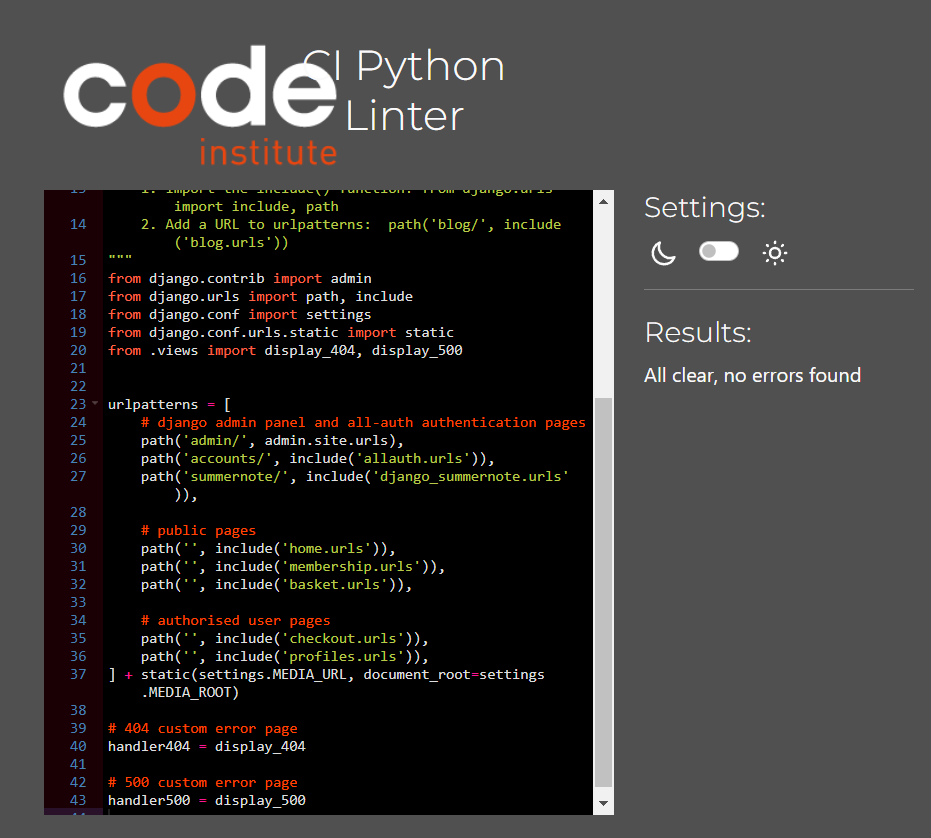 code
institute
CI Python
Linter
13 1. Import the include() function: from django.urls
import include, path
14 2. Add a URL to urlpatterns:  path('blog/', include
('blog.urls'))
15 """
16 from django.contrib import admin
17 from django.urls import path, include
18 from django.conf import settings
19 from django.conf.urls.static import static
20 from .views import display_404, display_500
21
22
23 urlpatterns = [
24 # django admin panel and all-auth authentication pages
25 path('admin/', admin.site.urls),
26 path('accounts/', include('allauth.urls')),
27 path('summernote/', include('django_summernote.urls'
)),
28
29 # public pages
30 path('', include('home.urls')),
31 path('', include('membership.urls')),
32 path('', include('basket.urls')),
33
34 # authorised user pages
35 path('', include('checkout.urls')),
36 path('', include('profiles.urls')),
37 ] + static(settings.MEDIA_URL, document_root=settings
.MEDIA_ROOT)
38
39 # 404 custom error page
40 handler404 = display_404
41
42 # 500 custom error page
43 handler500 = display_500
Settings:
Results:
All clear, no errors found